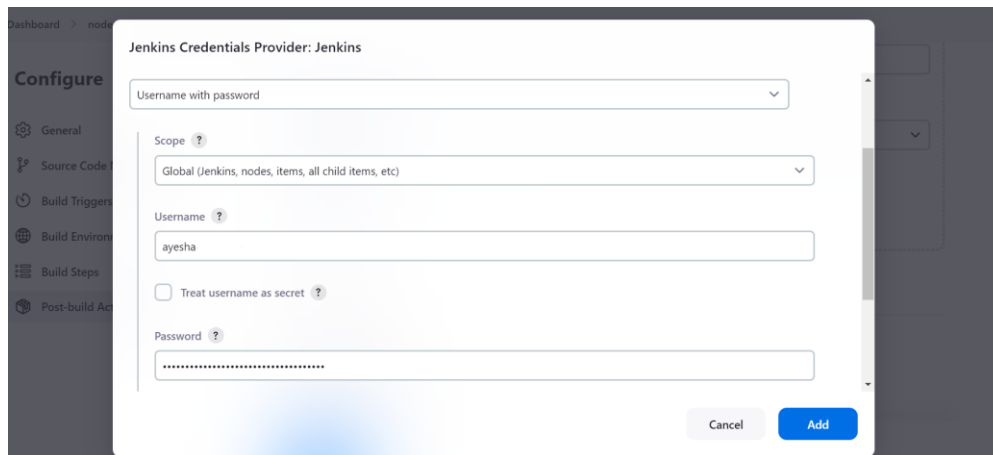 Dashboard > node
Jenkins Credentials Provider: Jenkins
Configure
Username with password
General
Scope ?
Source Code
Global (Jenkins, nodes, items, all child items, etc)
Build Triggers
Username ?
Build Environ
ayesha
Build Steps
Treat username as secret ?
Post-build Act
Password ?
••••••••••••••••••••••••••••••••••••
Cancel
Add